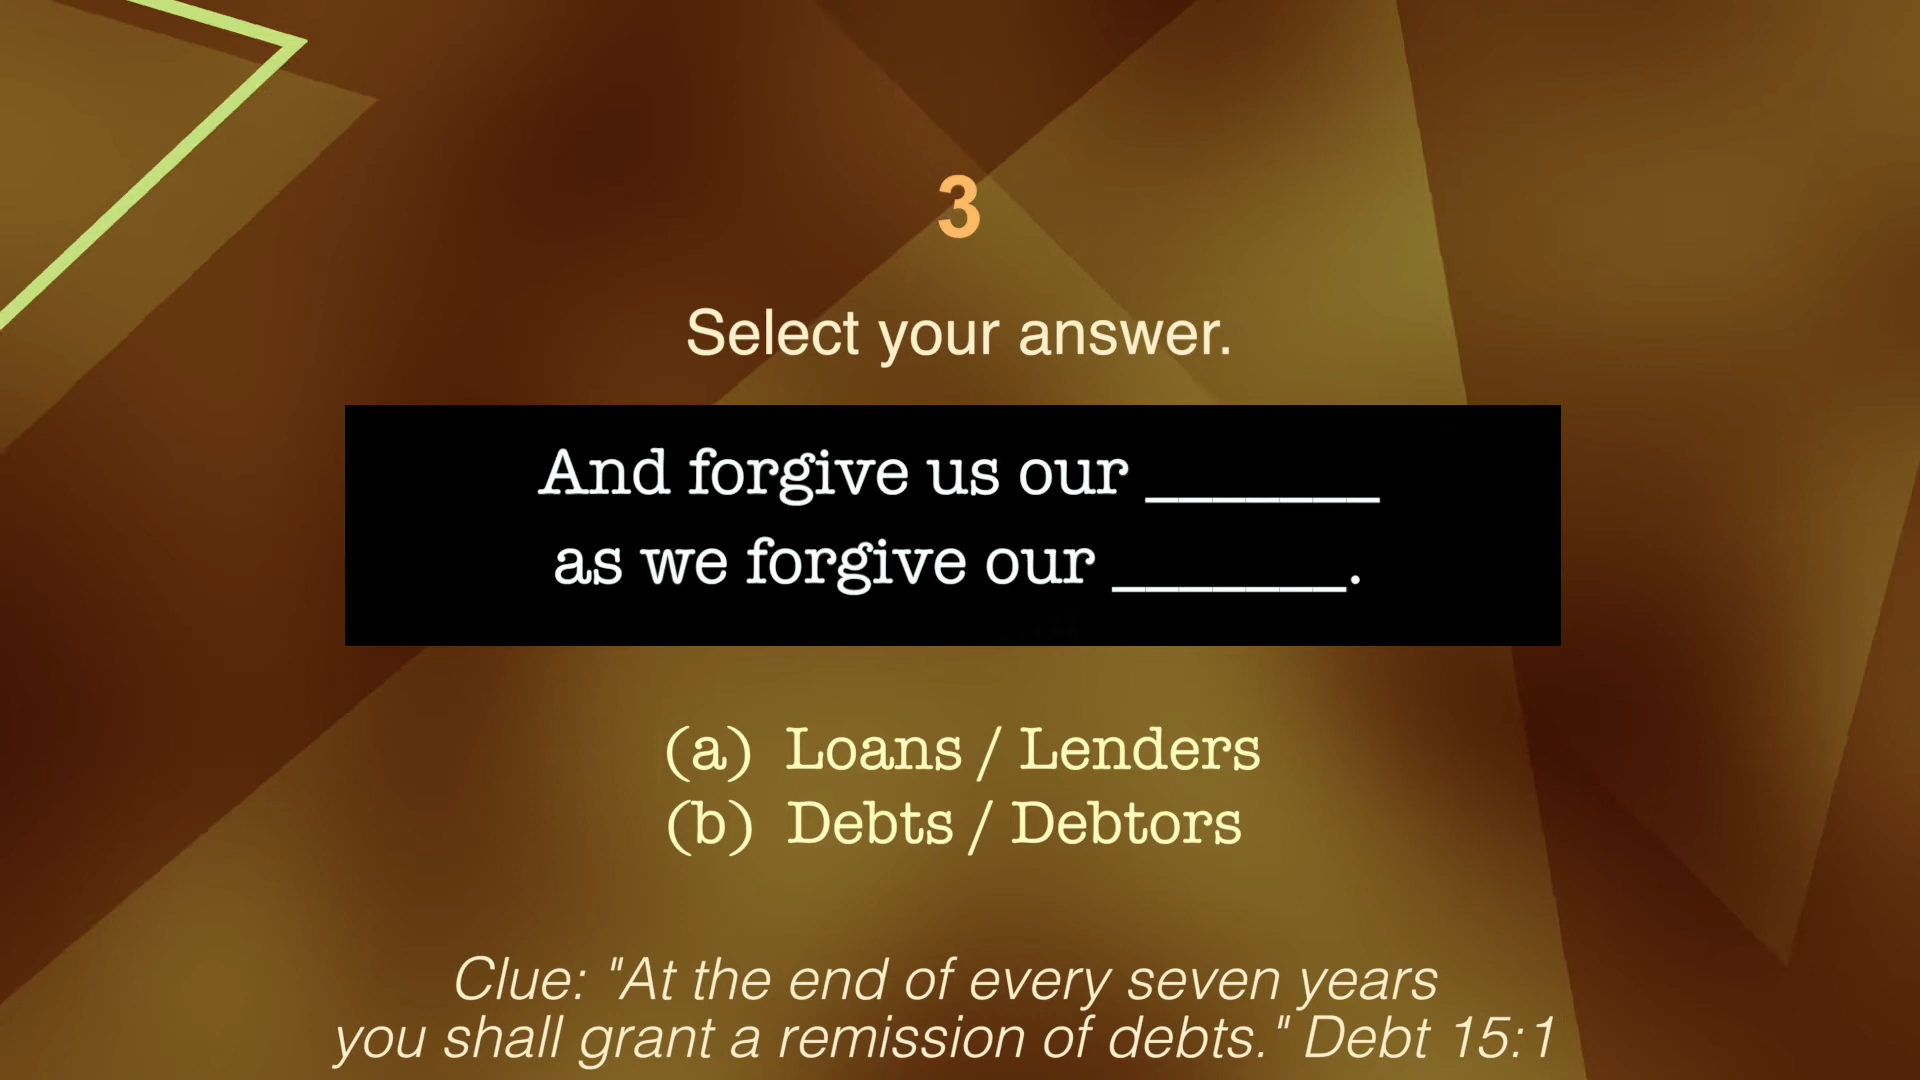 3
Select your answer.
And forgive us our _______
as we forgive our _______.
(a) Loans / Lenders
(b) Debts / Debtors
Clue: "At the end of every seven years
you shall grant a remission of debts." Debt 15:1